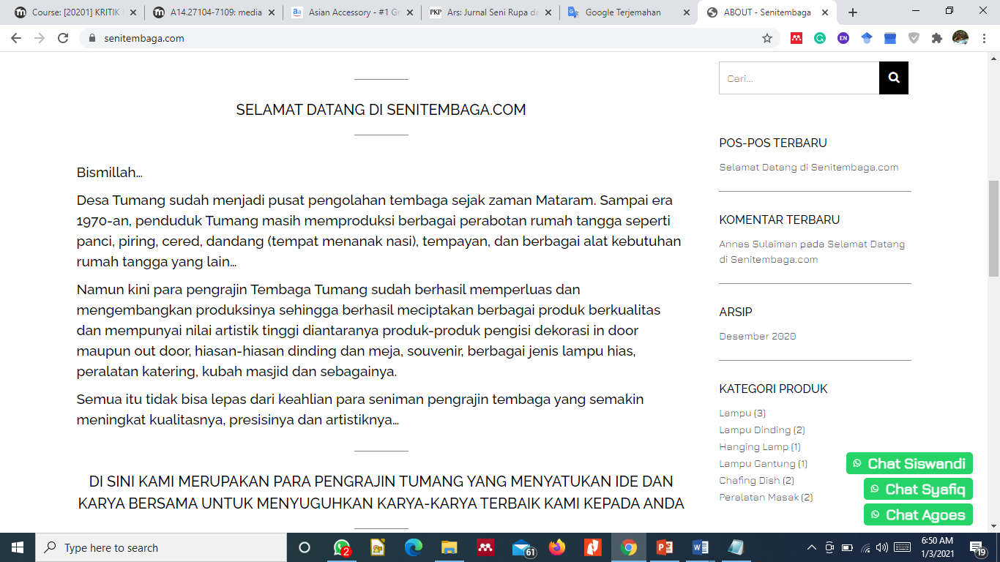 Course: [20201] KRITIK
A14.27104-7109: media
Asian Accessory - #1 Gr
PKP
Ars: Jurnal Seni Rupa da
Google Terjemahan
ABOUT - Senitembaga
senitembaga.com
EN
SELAMAT DATANG DI SENITEMBAGA.COM
Bismillah...
Desa Tumang sudah menjadi pusat pengolahan tembaga sejak zaman Mataram. Sampai era
1970-an, penduduk Tumang masih memproduksi berbagai perabotan rumah tangga seperti
panci, piring, cered, dandang (tempat menanak nasi), tempayan, dan berbagai alat kebutuhan
rumah tangga yang lain...
Namun kini para pengrajin Tembaga Tumang sudah berhasil memperluas dan
mengembangkan produksinya sehingga berhasil meciptakan berbagai produk berkualitas
dan mempunyai nilai artistik tinggi diantaranya produk-produk pengisi dekorasi in door
maupun out door, hiasan-hiasan dinding dan meja, souvenir, berbagai jenis lampu hias,
peralatan katering, kubah masjid dan sebagainya.
Semua itu tidak bisa lepas dari keahlian para seniman pengrajin tembaga yang semakin
meningkat kualitasnya, presisinya dan artistiknya...
DI SINI KAMI MERUPAKAN PARA PENGRAJIN TUMANG YANG MENYATUKAN IDE DAN
KARYA BERSAMA UNTUK MENYUGUHKAN KARYA-KARYA TERBAIK KAMI KEPADA ANDA
Cari...
POS-POS TERBARU
Selamat Datang di Senitembaga.com
KOMENTAR TERBARU
Annas Sulaiman pada Selamat Datang
di Senitembaga.com
ARSIP
Desember 2020
KATEGORI PRODUK
Lampu (3)
Lampu Dinding (2)
Hanging Lamp (1)
Lampu Gantung (1)
Chafing Dish (2)
Peralatan Masak (2)
Chat Siswandi
Chat Syafiq
Chat Agoes
Type here to search
2
61
6:50 AM
1/3/2021
19